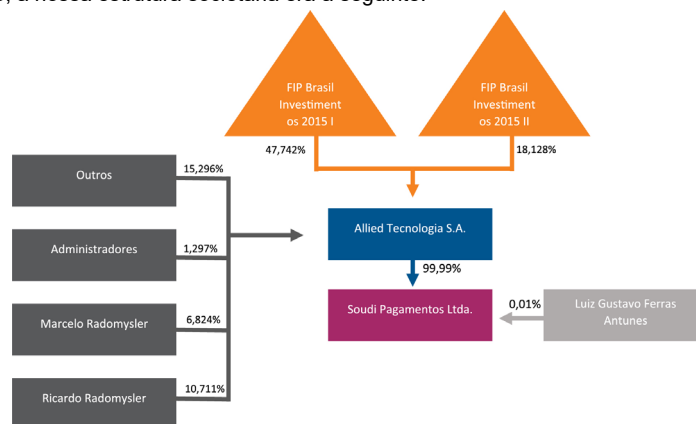 a nossa estrutura societária era a seguinte:
FIP Brasil
Investiment
os 2015 I
FIP Brasil
Investiment
os 2015 II
47,742%
18,128%
Outros
15,296%
Administradores
1,297%
Allied Tecnologia S.A.
99,99%
Marcelo Radomysler
6,824%
Soudi Pagamentos Ltda.
0,01%
Luiz Gustavo Ferras
Antunes
Ricardo Radomysler
10,711%